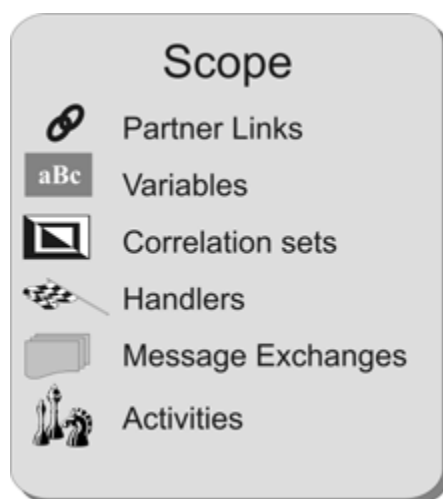 Scope
Partner Links
aBc
Variables
Correlation sets
Handlers
Message Exchanges
Activities